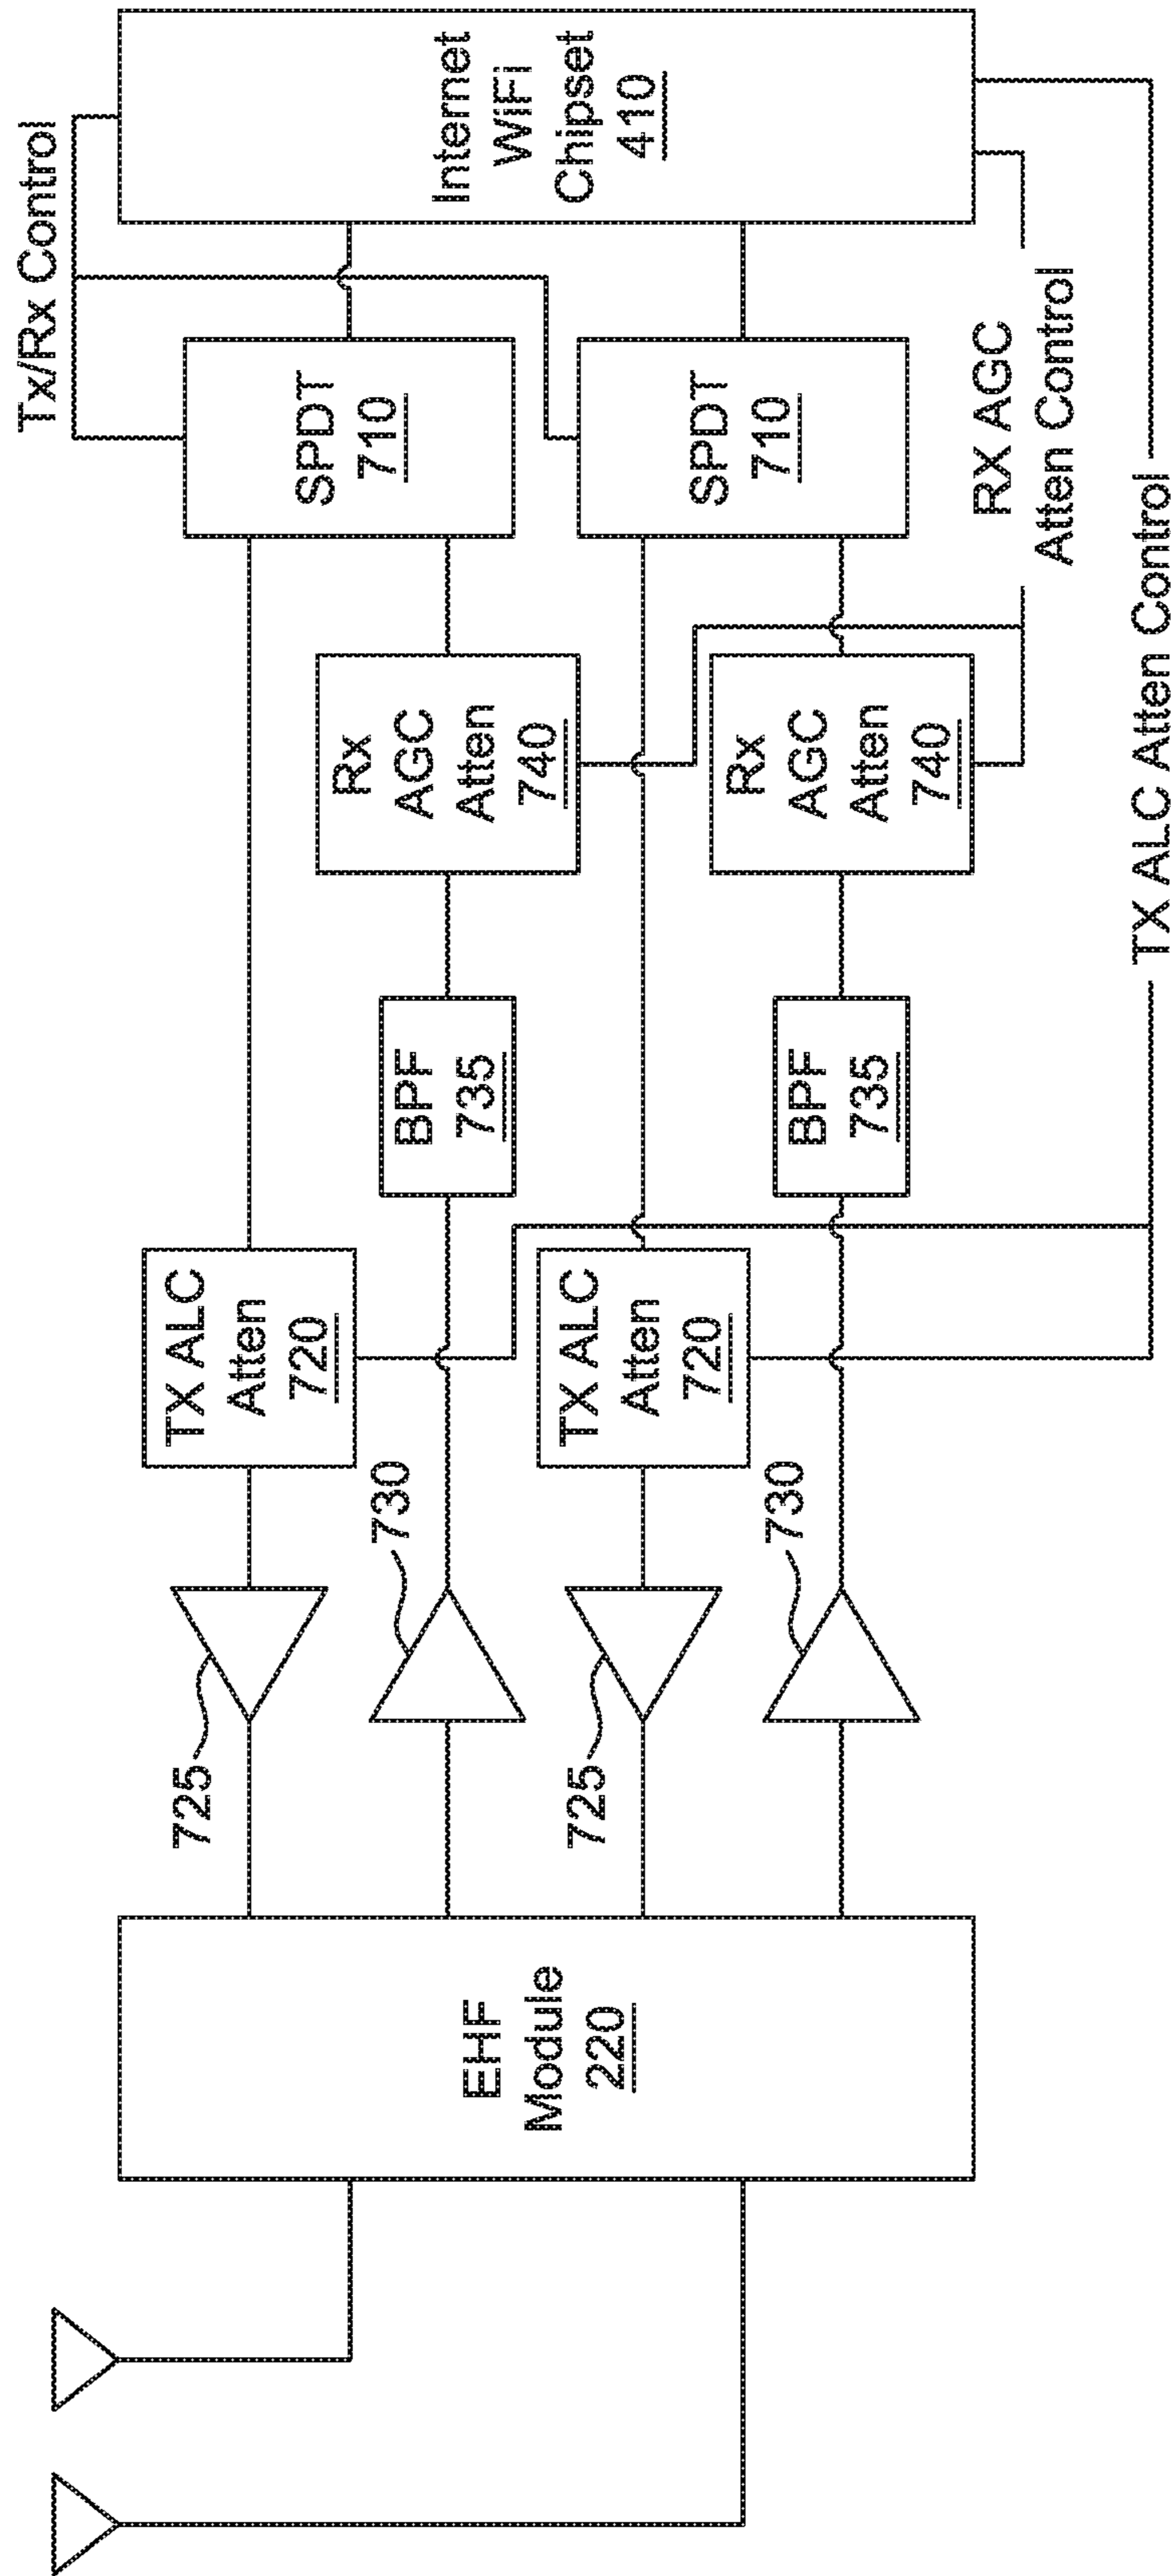 Tx/Rx Control
Internet
WiFi
Chipset
410
SPDT
710
SPDT
710
RX AGC
Atten Control
TX ALC Atten Control
Rx
AGC
Atten
740
Rx
AGC
Atten
740
BPF
735
BPF
735
TX ALC
Atten
720
TX ALC
Atten
720
725
730
725
730
EHF
Module
220